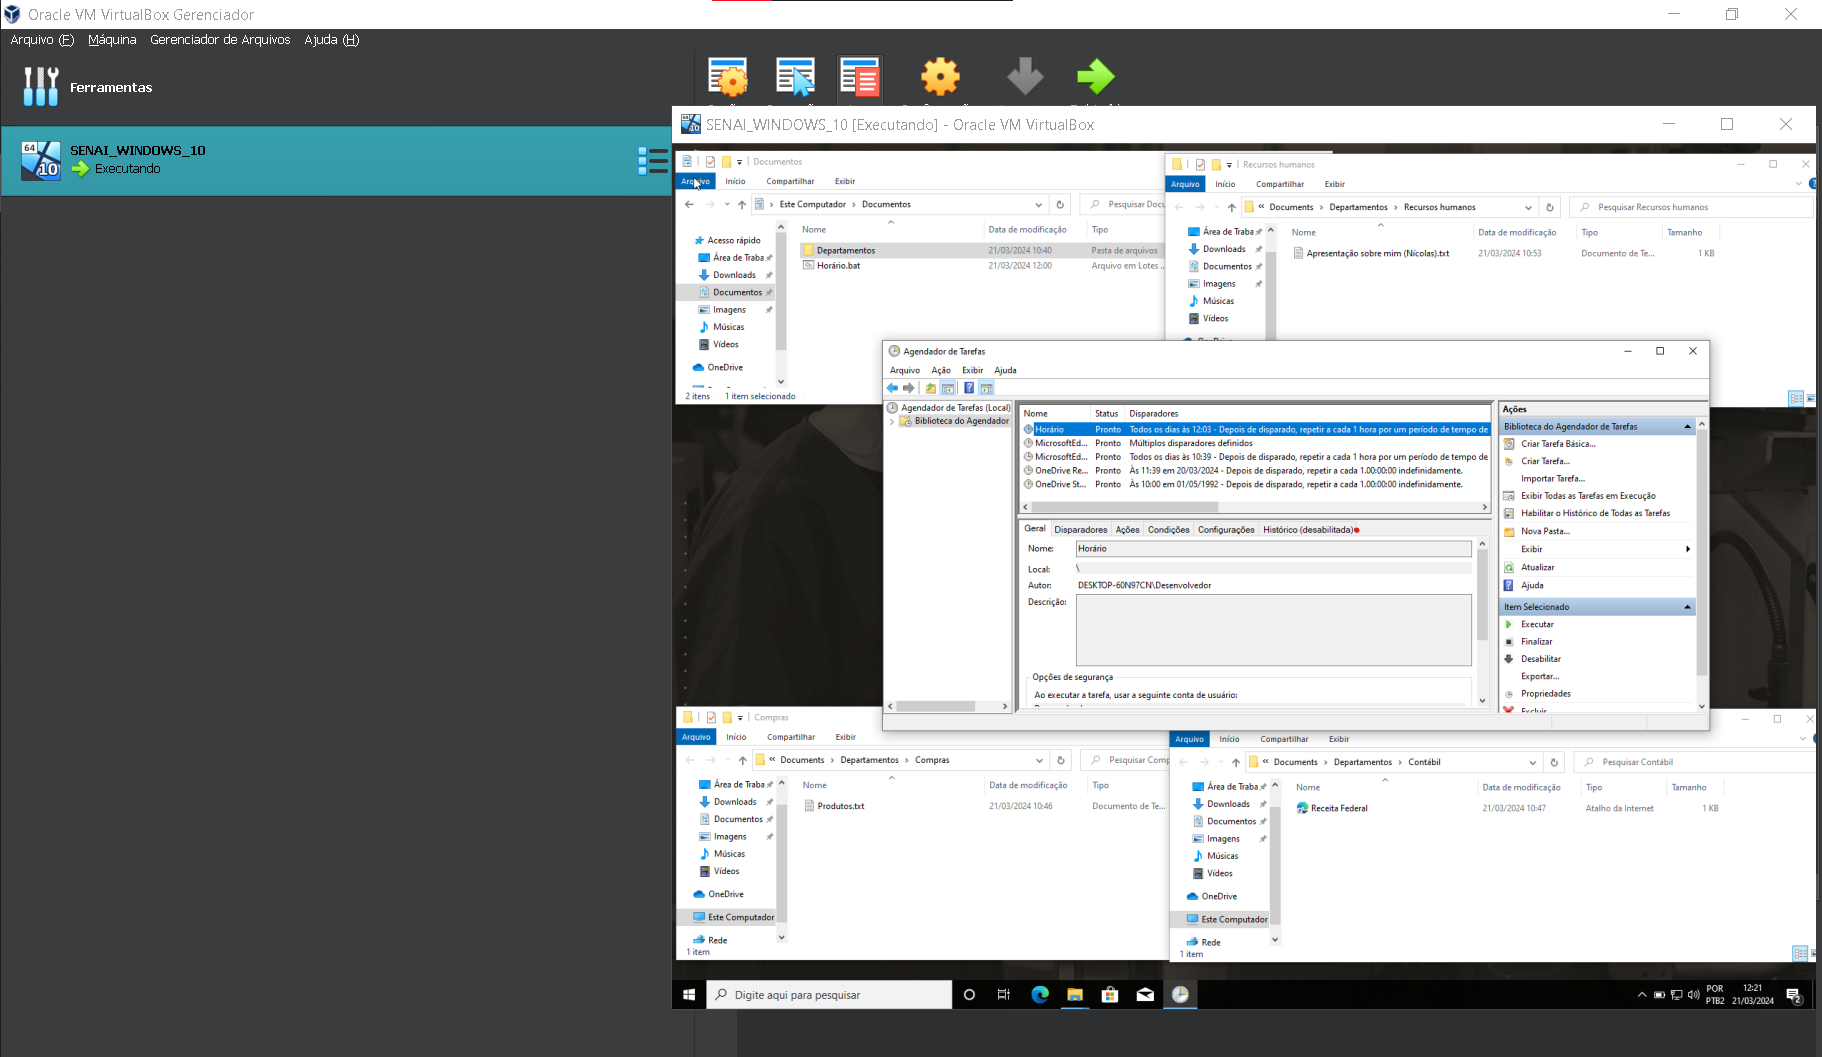 Oracle VM VirtualBox Gerenciador
Arquivo (F) Máquina Gerenciador de Arquivos Ajuda (H)
Ferramentas
64
10
SENAI_WINDOWS_10
Executando
SENAI_WINDOWS_10 [Executando] - Oracle VM VirtualBox
Documentos
Arquivo Início Compartilhar Exibir
Este Computador > Documentos
Nome Data de modificação Tipo
Departamentos 21/03/2024 10:40 Pasta de arquivos
Horário.bat 21/03/2024 12:00 Arquivo em Lotes ...
Acesso rápido
Área de Traba
Downloads
Documentos
Imagens
Músicas
Vídeos
OneDrive
2 itens 1 item selecionado
Recursos humanos
Arquivo Início Compartilhar Exibir
« Documents > Departamentos > Recursos humanos
Pesquisar Recursos humanos
Nome Data de modificação Tipo Tamanho
Apresentação sobre mim (Nícolas).txt 21/03/2024 10:53 Documento de Te... 1 KB
Área de Traba
Downloads
Documentos
Imagens
Músicas
Vídeos
Agendador de Tarefas
Arquivo Ação Exibir Ajuda
Agendador de Tarefas (Local)
Biblioteca do Agendador
Nome Status Disparadores
Horário Pronto Todos os dias às 12:03 - Depois de disparado, repetir a cada 1 hora por um período de tempo de
MicrosoftEd... Pronto Múltiplos disparadores definidos
MicrosoftEd... Pronto Todos os dias às 10:39 - Depois de disparado, repetir a cada 1 hora por um período de tempo de
OneDrive Re... Pronto Às 11:39 em 20/03/2024 - Depois de disparado, repetir a cada 1.00:00:00 indefinidamente.
OneDrive St... Pronto Às 10:00 em 01/05/1992 - Depois de disparado, repetir a cada 1.00:00:00 indefinidamente.
Geral Disparadores Ações Condições Configurações Histórico (desabilitada)
Nome: Horário
Local: \
Autor: DESKTOP-60N97CN\Desenvolvedor
Descrição:
Opções de segurança
Ao executar a tarefa, usar a seguinte conta de usuário:
Ações
Biblioteca do Agendador de Tarefas
Criar Tarefa Básica...
Criar Tarefa...
Importar Tarefa...
Exibir Todas as Tarefas em Execução
Habilitar o Histórico de Todas as Tarefas
Nova Pasta...
Exibir
Atualizar
Ajuda
Item Selecionado
Executar
Finalizar
Desabilitar
Exportar...
Propriedades
Excluir
Compras
Arquivo Início Compartilhar Exibir
« Documents > Departamentos > Compras
Nome Data de modificação Tipo
Produtos.txt 21/03/2024 10:46 Documento de Te...
Área de Traba
Downloads
Documentos
Imagens
Músicas
Vídeos
OneDrive
Este Computador
Rede
1 item
Arquivo Início Compartilhar Exibir
« Documents > Departamentos > Contábil
Pesquisar Contábil
Nome Data de modificação Tipo Tamanho
Receita Federal 21/03/2024 10:47 Atalho da Internet 1 KB
Área de Traba
Downloads
Documentos
Imagens
Músicas
Vídeos
OneDrive
Este Computador
Rede
1 item
Digite aqui para pesquisar
POR
PTB2
12:21
21/03/2024
2